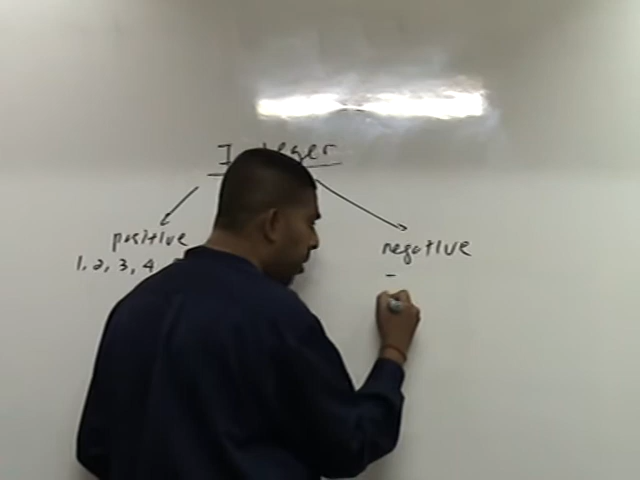 Integer
positive negative
1, 2, 3, 4 -